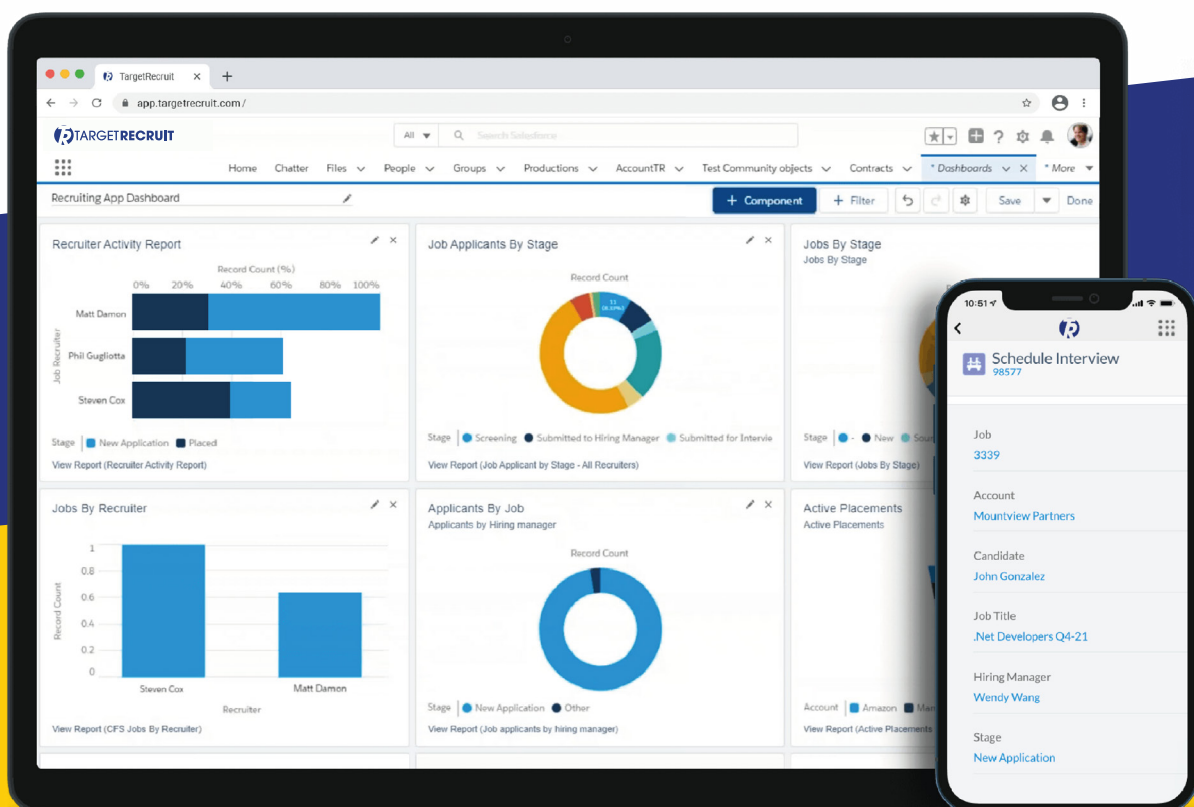 TargetRecruit
app.targetrecruit.com/
TARGETRECRUIT
All
Search Salesforce
Home Chatter Files People Groups Productions AccountTR Test Community objects Contracts * Dashboards * More
Recruiting App Dashboard
+ Component
+ Filter
Save
Done
Recruiter Activity Report
Record Count (%)
0% 20% 40% 60% 80% 100%
Job Recruiter
Matt Damon
Phil Gugliotta
Steven Cox
Stage New Application Placed
View Report (Recruiter Activity Report)
Job Applicants By Stage
Record Count
11
Stage Screening Submitted to Hiring Manager Submitted for Intervie
View Report (Job Applicant by Stage - All Recruiters)
Jobs By Stage
Jobs By Stage
Stage - New Sour
View Report (Jobs By Stage)
Jobs By Recruiter
Record Count
1
0.8
0.6
0.4
0.2
0
Steven Cox Matt Damon
Recruiter
View Report (CFS Jobs By Recruiter)
Applicants By Job
Applicants by Hiring manager
Record Count
Stage New Application Other
View Report (Job applicants by hiring manager)
Active Placements
Active Placements
Account Amazon Man
View Report (Active Placements
10:51
Schedule Interview
98577
Job
3339
Account
Mountview Partners
Candidate
John Gonzalez
Job Title
.Net Developers Q4-21
Hiring Manager
Wendy Wang
Stage
New Application